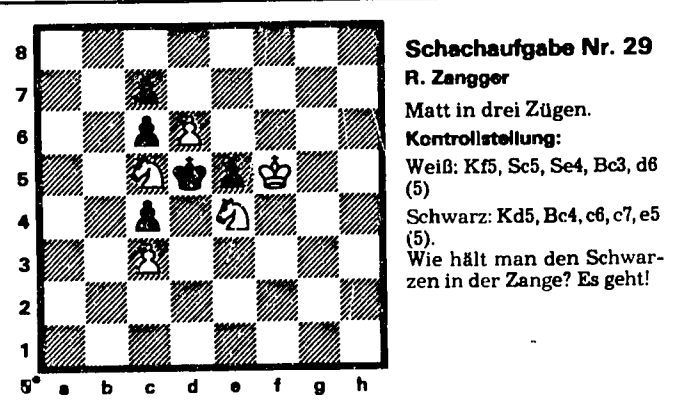 Schachaufgabe Nr. 29
R. Zangger
Matt in drei Zügen.
Kontrollstellung:
Weiß: Kf5, Sc5, Se4, Bc3, d6
(5)
Schwarz: Kd5, Bc4, c6, c7, e5
(5).
Wie hält man den Schwar-
zen in der Zange? Es geht!
8
7
6
5
4
3
2
1
a b c d e f g h